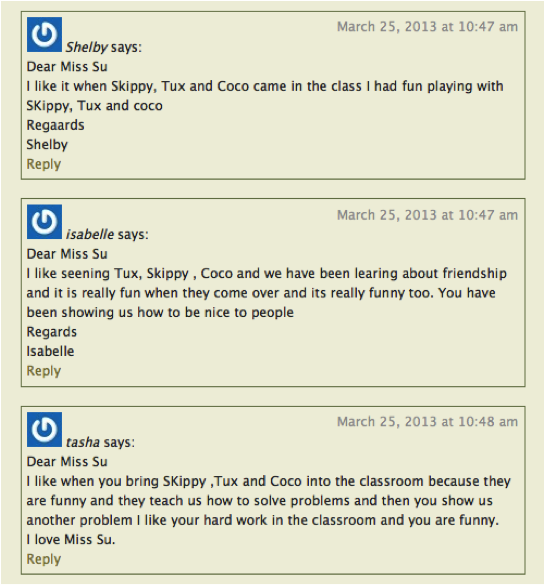 March 25, 2013 at 10:47 am
Shelby says:
Dear Miss Su
I like it when Skippy, Tux and Coco came in the class I had fun playing with
SKippy, Tux and coco
Regaards
Shelby
Reply
March 25, 2013 at 10:47 am
isabelle says:
Dear Miss Su
I like seening Tux, Skippy , Coco and we have been learing about friendship
and it is really fun when they come over and its really funny too. You have
been showing us how to be nice to people
Regards
Isabelle
Reply
March 25, 2013 at 10:48 am
tasha says:
Dear Miss Su
I like when you bring SKippy ,Tux and Coco into the classroom because they
are funny and they teach us how to solve problems and then you show us
another problem I like your hard work in the classroom and you are funny.
I love Miss Su.
Reply